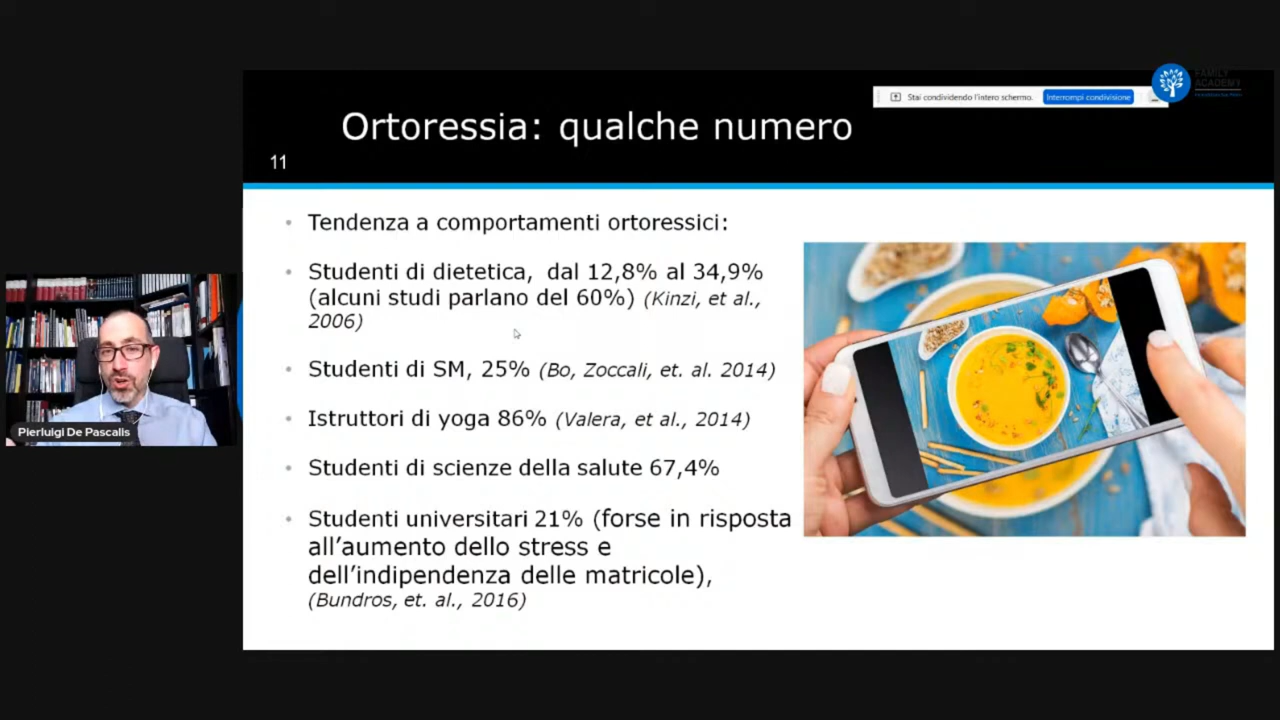 FAMILY
ACADEMY
Stai condividendo l'intero schermo. Interrompi condivisione
Ortoressia: qualche numero
11
Tendenza a comportamenti ortoressici:
Studenti di dietetica, dal 12,8% al 34,9%
(alcuni studi parlano del 60%) (Kinzi, et al.,
2006)
Studenti di SM, 25% (Bo, Zoccali, et. al. 2014)
Istruttori di yoga 86% (Valera, et al., 2014)
Studenti di scienze della salute 67,4%
Studenti universitari 21% (forse in risposta
all'aumento dello stress e
dell'indipendenza delle matricole),
(Bundros, et. al., 2016)
Pierluigi De Pascalis